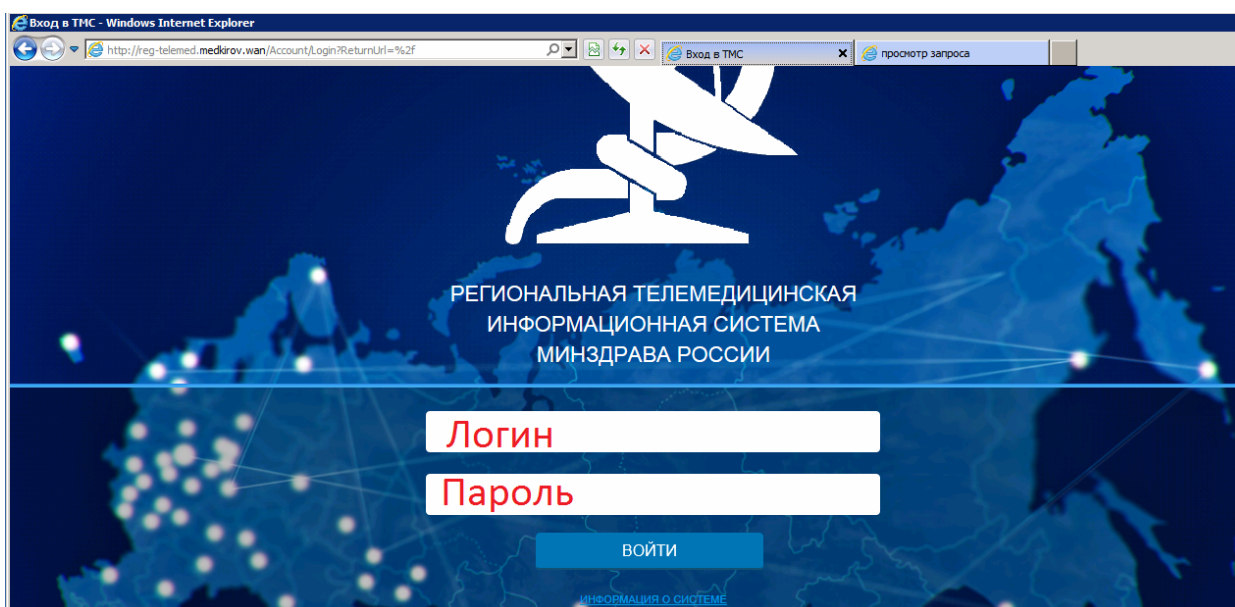 Вход в ТМС - Windows Internet Explorer
http://reg-telemed.medkirov.wan/Account/Login?ReturnUrl=%2f
Вход в ТМС
просмотр запроса
РЕГИОНАЛЬНАЯ ТЕЛЕМЕДИЦИНСКАЯ
ИНФОРМАЦИОННАЯ СИСТЕМА
МИНЗДРАВА РОССИИ
Логин
Пароль
ВОЙТИ
ИНФОРМАЦИЯ О СИСТЕМЕ